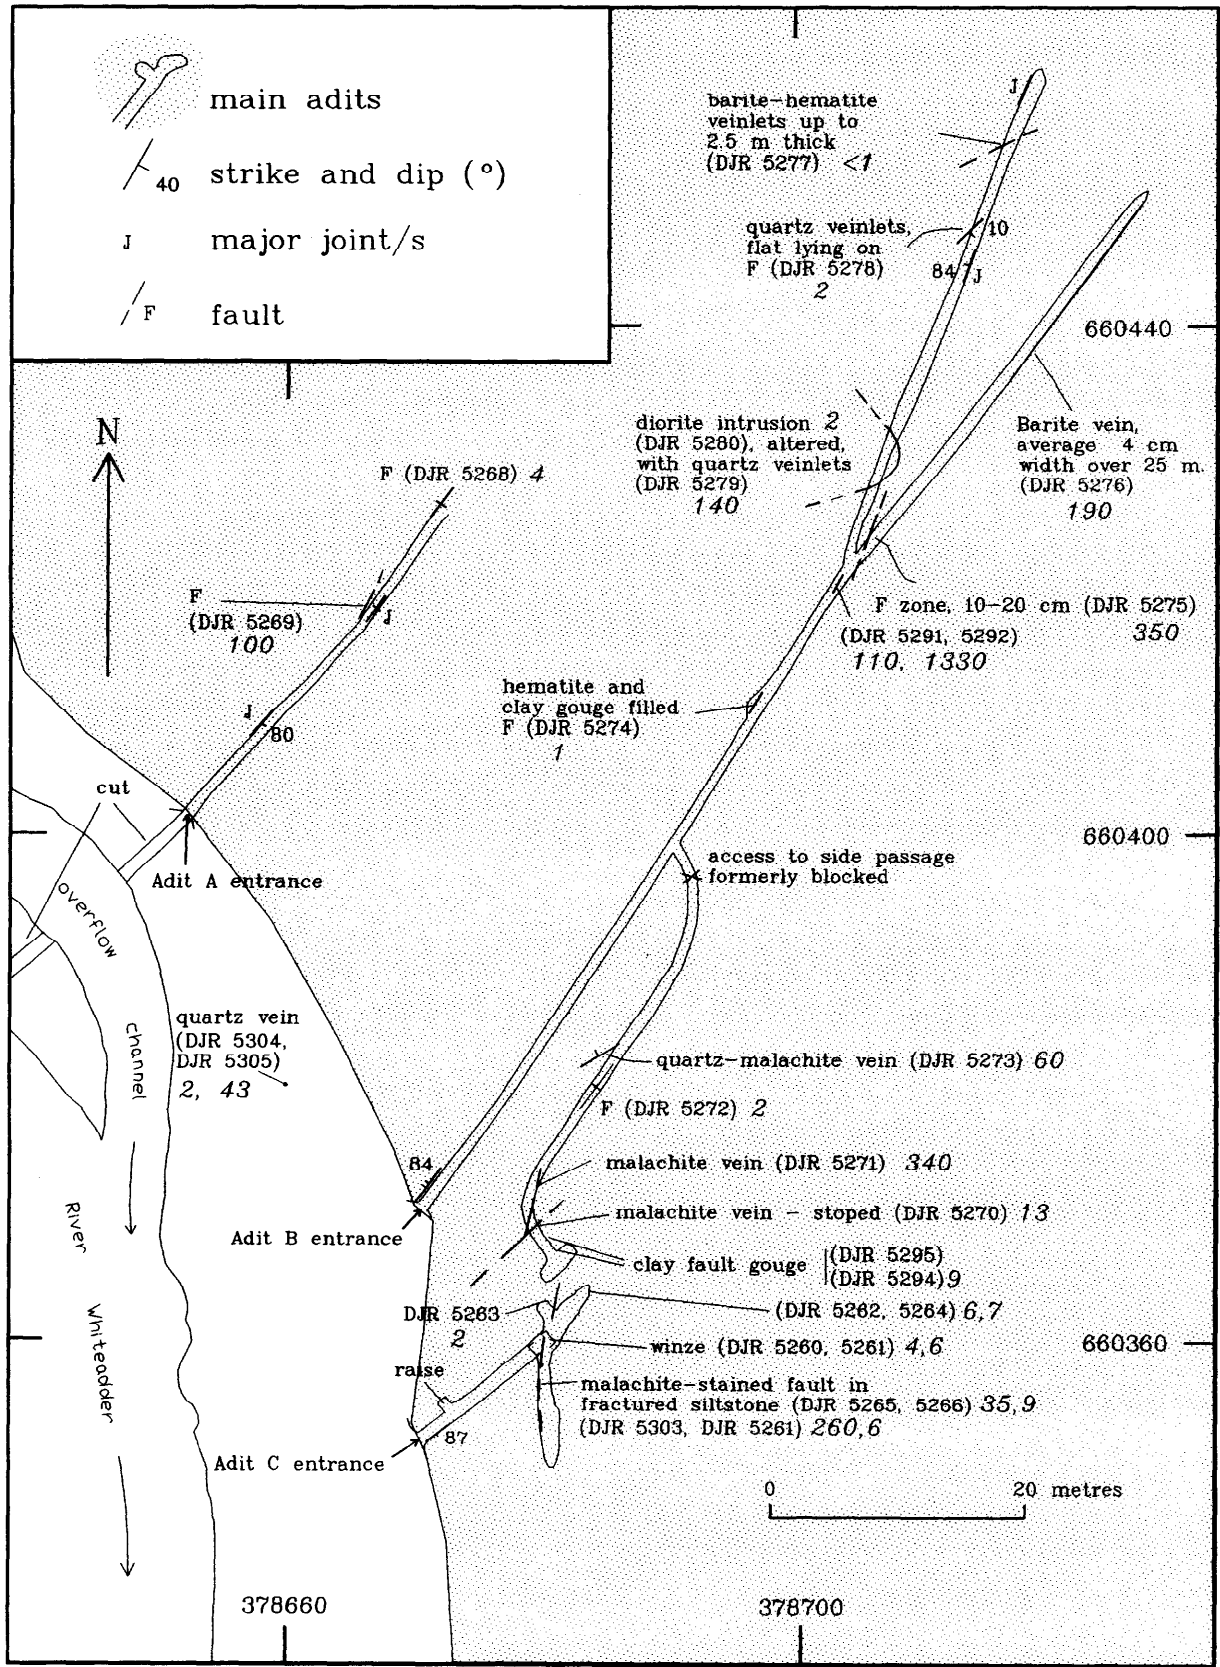 main adits
40 strike and dip (°)
J major joint/s
F fault
N
barite-hematite
veinlets up to
2.5 m thick
(DJR 5277) <1
J
quartz veinlets,
flat lying on
F (DJR 5278)
2
10
84
J
660440
diorite intrusion 2
(DJR 5280), altered,
with quartz veinlets
(DJR 5279)
140
Barite vein,
average 4 cm
width over 25 m.
(DJR 5276)
190
F (DJR 5268) 4
F
(DJR 5269)
100
J
J
80
F zone, 10-20 cm (DJR 5275)
350
(DJR 5291, 5292)
110, 1330
hematite and
clay gouge filled
F (DJR 5274)
1
cut
Adit A entrance
660400
access to side passage
formerly blocked
overflow
channel
quartz vein
(DJR 5304,
DJR 5305)
2, 43
quartz-malachite vein (DJR 5273) 60
F (DJR 5272) 2
84
malachite vein (DJR 5271) 340
malachite vein - stoped (DJR 5270) 13
Adit B entrance
clay fault gouge (DJR 5295)
(DJR 5294) 9
River
Whiteadder
DJR 5263
2
(DJR 5262, 5264) 6,7
winze (DJR 5260, 5261) 4,6
660360
raise
malachite-stained fault in
fractured siltstone (DJR 5265, 5266) 35,9
(DJR 5303, DJR 5261) 260,6
87
Adit C entrance
0 20 metres
378660
378700